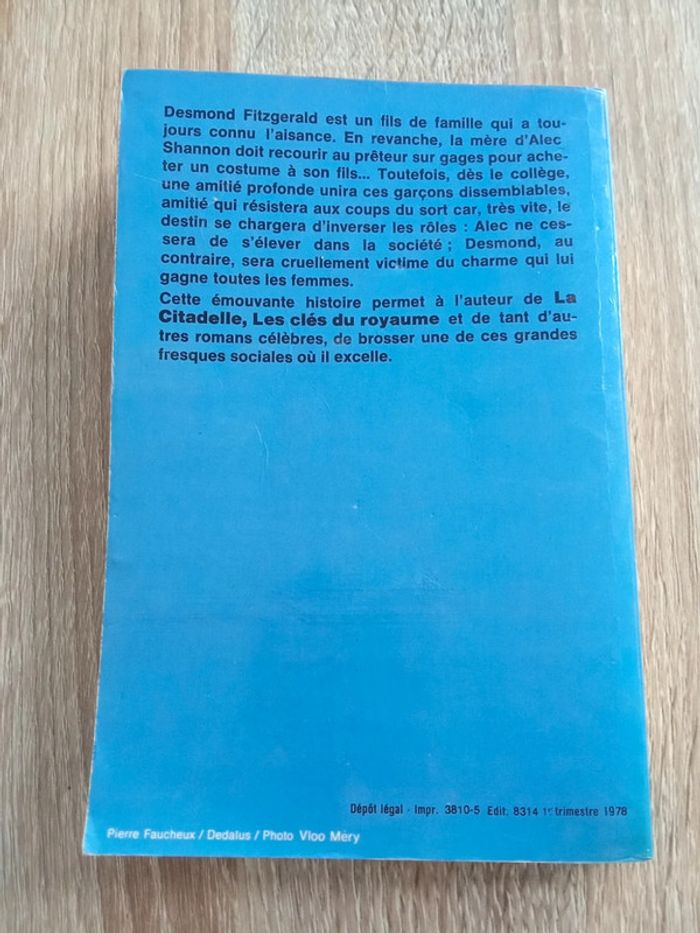 Desmond Fitzgerald est un fils de famille qui a tou-
jours connu l'aisance. En revanche, la mère d'Alec
Shannon doit recourir au prêteur sur gages pour ache-
ter un costume à son fils... Toutefois, dès le collège,
une amitié profonde unira ces garçons dissemblables,
amitié qui résistera aux coups du sort car, très vite, le
destin se chargera d'inverser les rôles : Alec ne ces-
sera de s'élever dans la société ; Desmond, au
contraire, sera cruellement victime du charme qui lui
gagne toutes les femmes.
Cette émouvante histoire permet à l'auteur de La
Citadelle, Les clés du royaume et de tant d'au-
tres romans célèbres, de brosser une de ces grandes
fresques sociales où il excelle.
Dépôt légal - Impr. 3810-5 Edit. 8314 1er trimestre 1978
Pierre Faucheux / Dedalus / Photo Vloo Méry